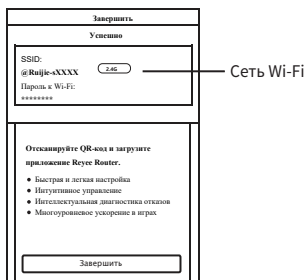 Завершить
Успешно
SSID:
@Ruijie-sXXXX 2.4G
Пароль к Wi-Fi:
********
Сеть Wi-Fi
Отсканируйте QR-код и загрузите
приложение Reyee Router.
• Быстрая и легкая настройка
• Интуитивное управление
• Интеллектуальная диагностика отказов
• Многоуровневое ускорение в играх
Завершить